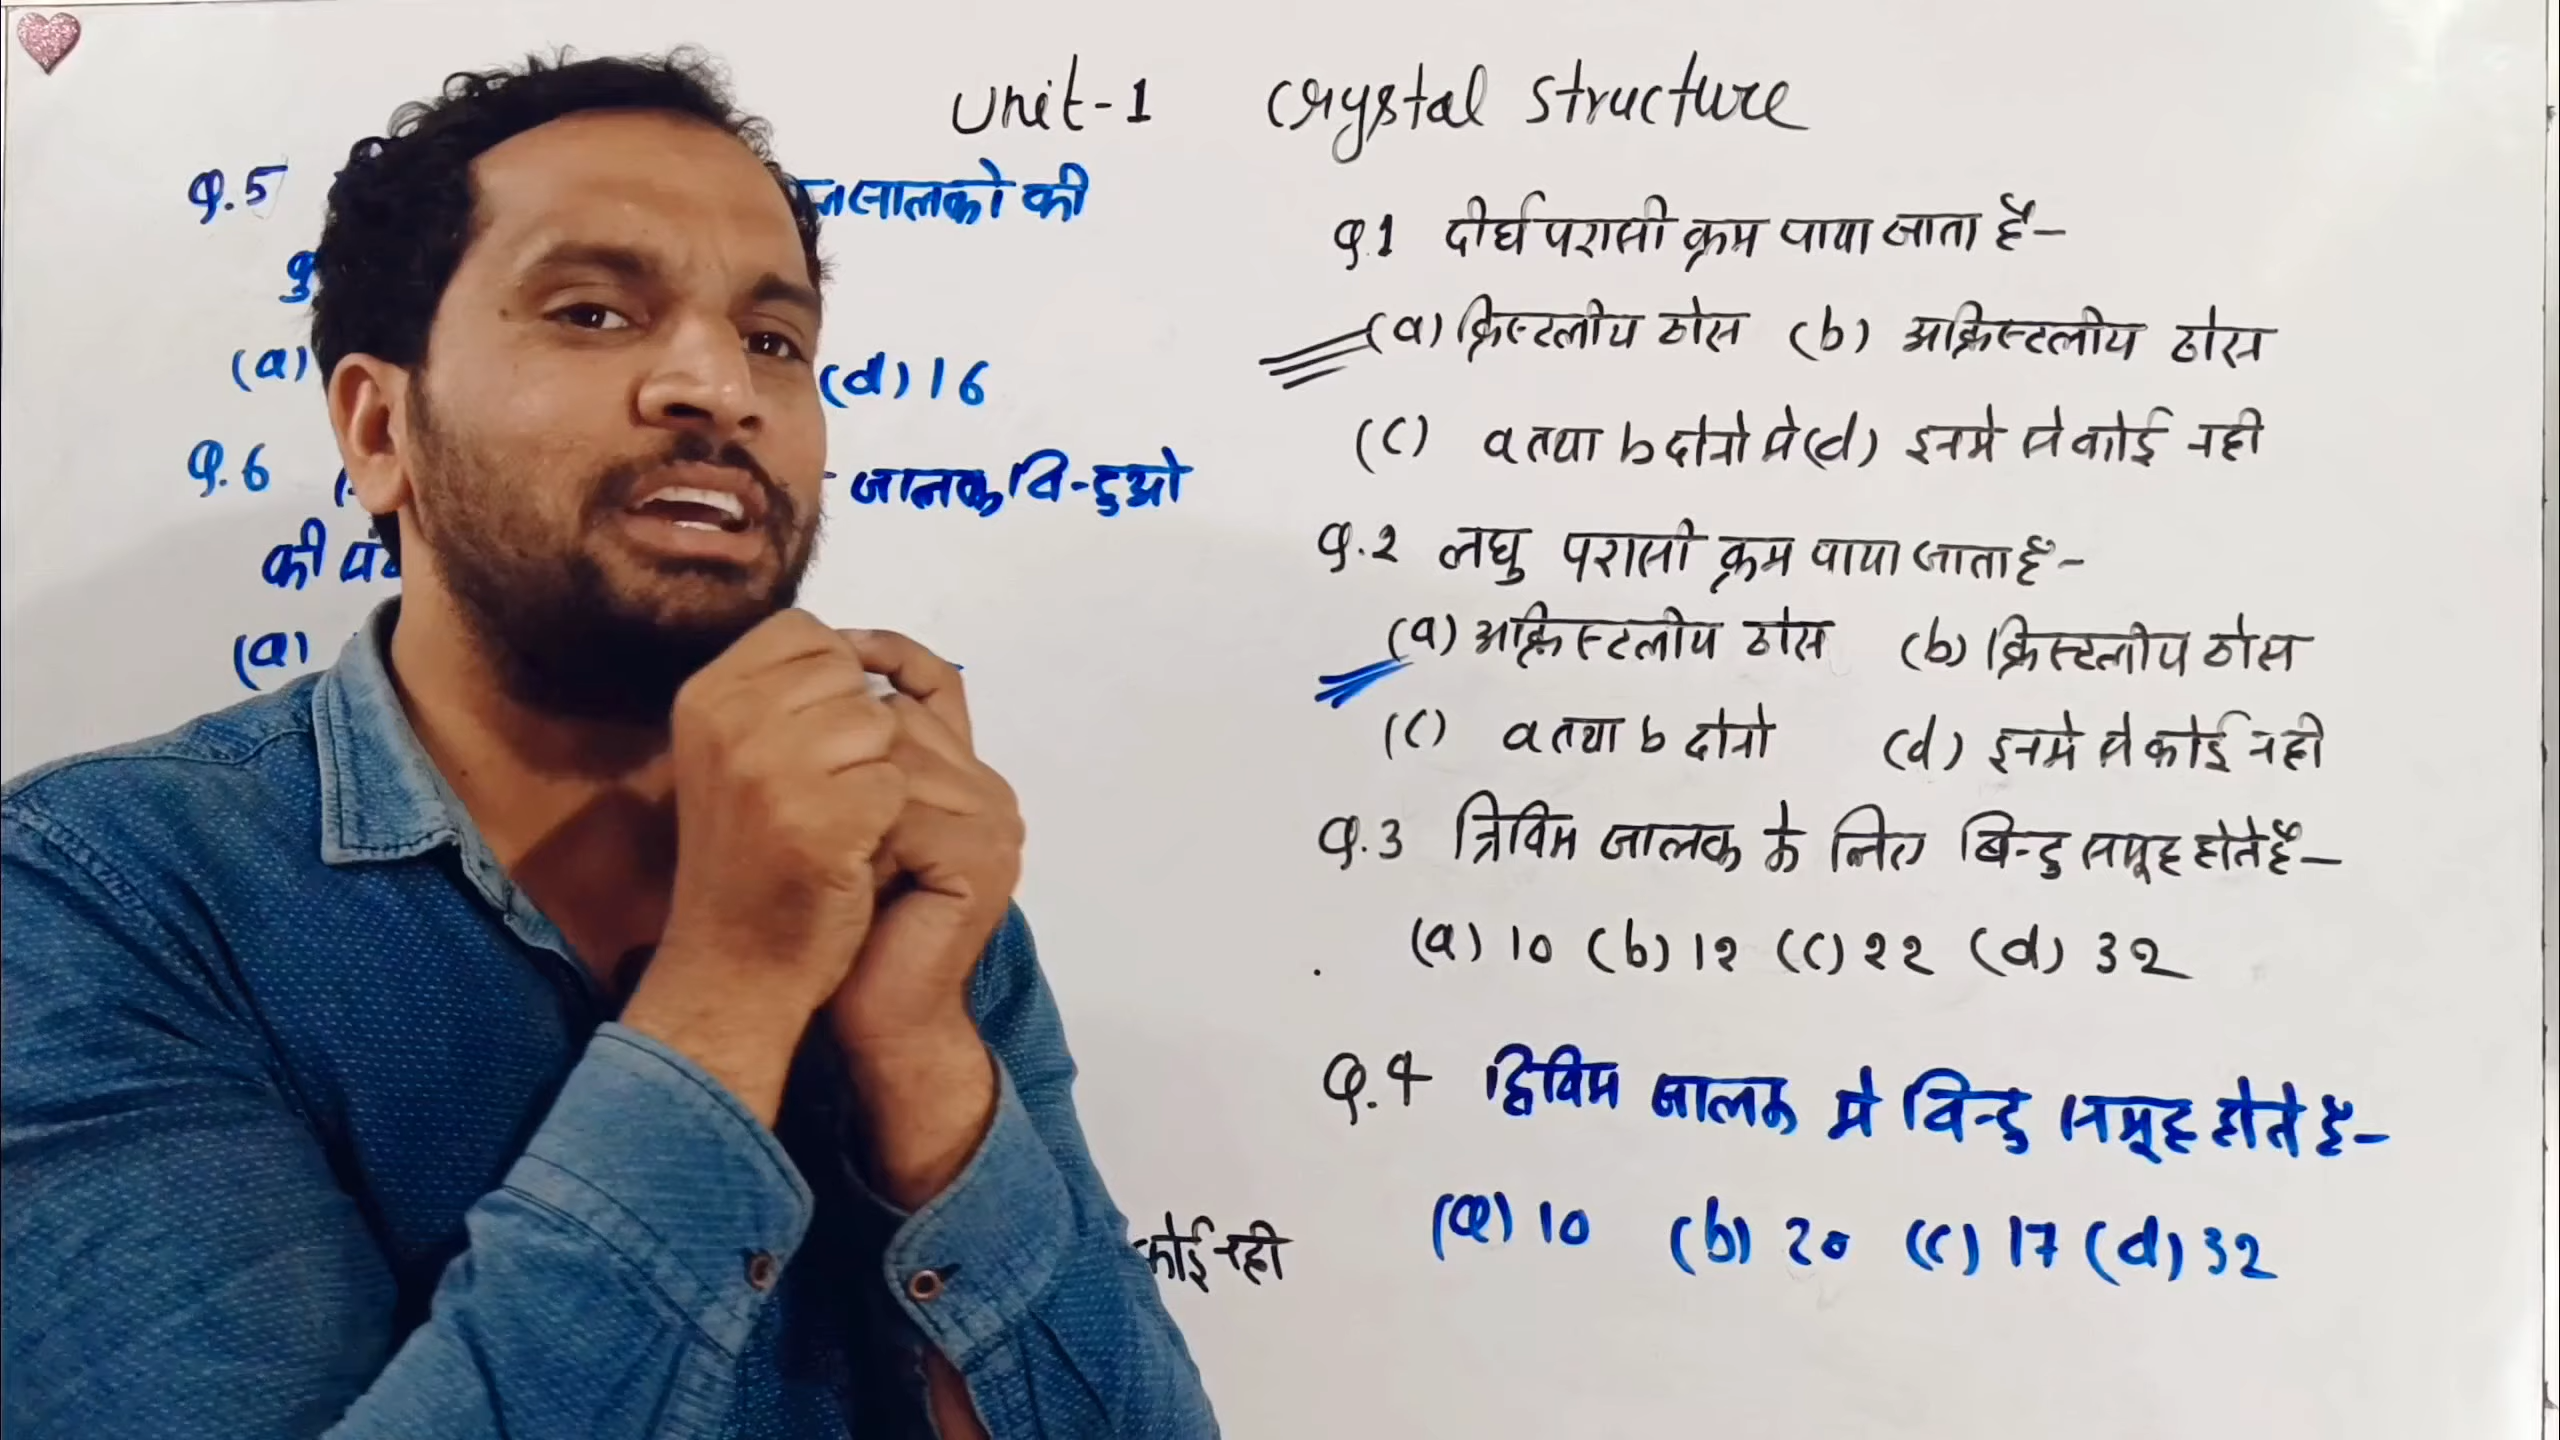 Unit-1 Crystal Structure
Q.5
की
(a) (d) 16
Q.6 जालक बिन्दुओ
की
(a)
कोई नही
Q.1 दीर्घ परासी क्रम पाया जाता है-
(a) क्रिस्टलीय ठोस (b) अक्रिस्टलीय ठोस
(c) a तथा b दोनो मे (d) इनमे से कोई नही
Q.2 लघु परासी क्रम पाया जाता है-
(a) अक्रिस्टलीय ठोस (b) क्रिस्टलीय ठोस
(c) a तथा b दोनो (d) इनमे से कोई नही
Q.3 त्रिविम जालक के लिए बिन्दु समूह होते है-
(a) 10 (b) 12 (c) 22 (d) 32
Q.4 द्विविम जालक मे बिन्दु समूह होते है-
(a) 10 (b) 20 (c) 17 (d) 32